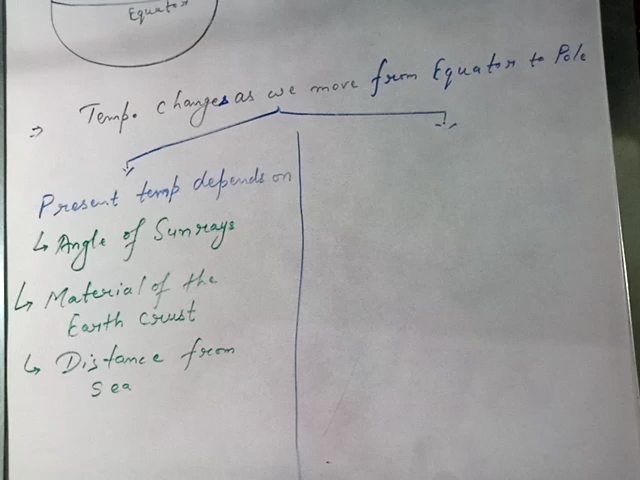 Equator
⇒ Temp. changes as we move from Equator to Pole
Present temp depends on
↳ Angle of Sunrays
↳ Material of the
Earth crust
↳ Distance from
sea